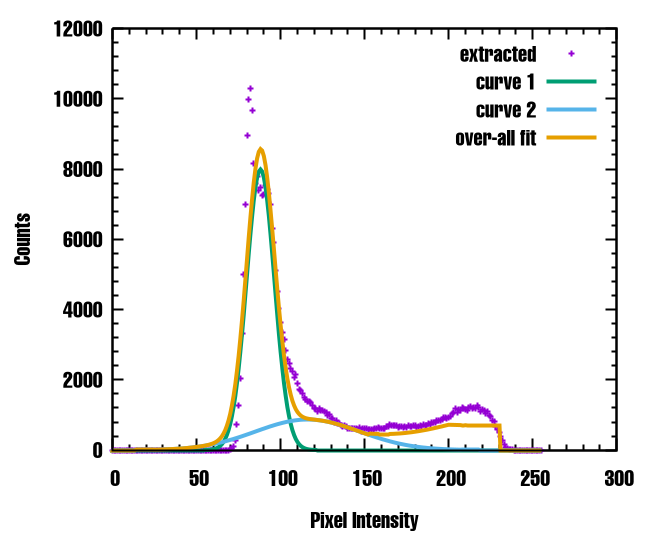 12000
10000
8000
6000
4000
2000
0
Counts
extracted
curve 1
curve 2
over-all fit
0 50 100 150 200 250 300
Pixel Intensity